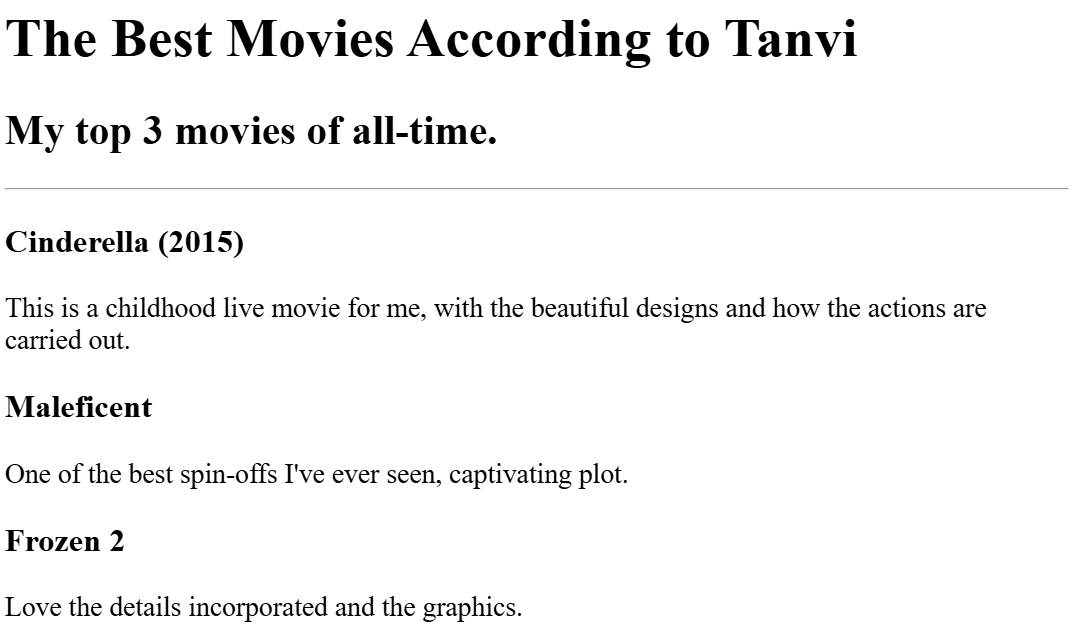 The Best Movies According to Tanvi
My top 3 movies of all-time.
Cinderella (2015)
This is a childhood live movie for me, with the beautiful designs and how the actions are
carried out.
Maleficent
One of the best spin-offs I've ever seen, captivating plot.
Frozen 2
Love the details incorporated and the graphics.